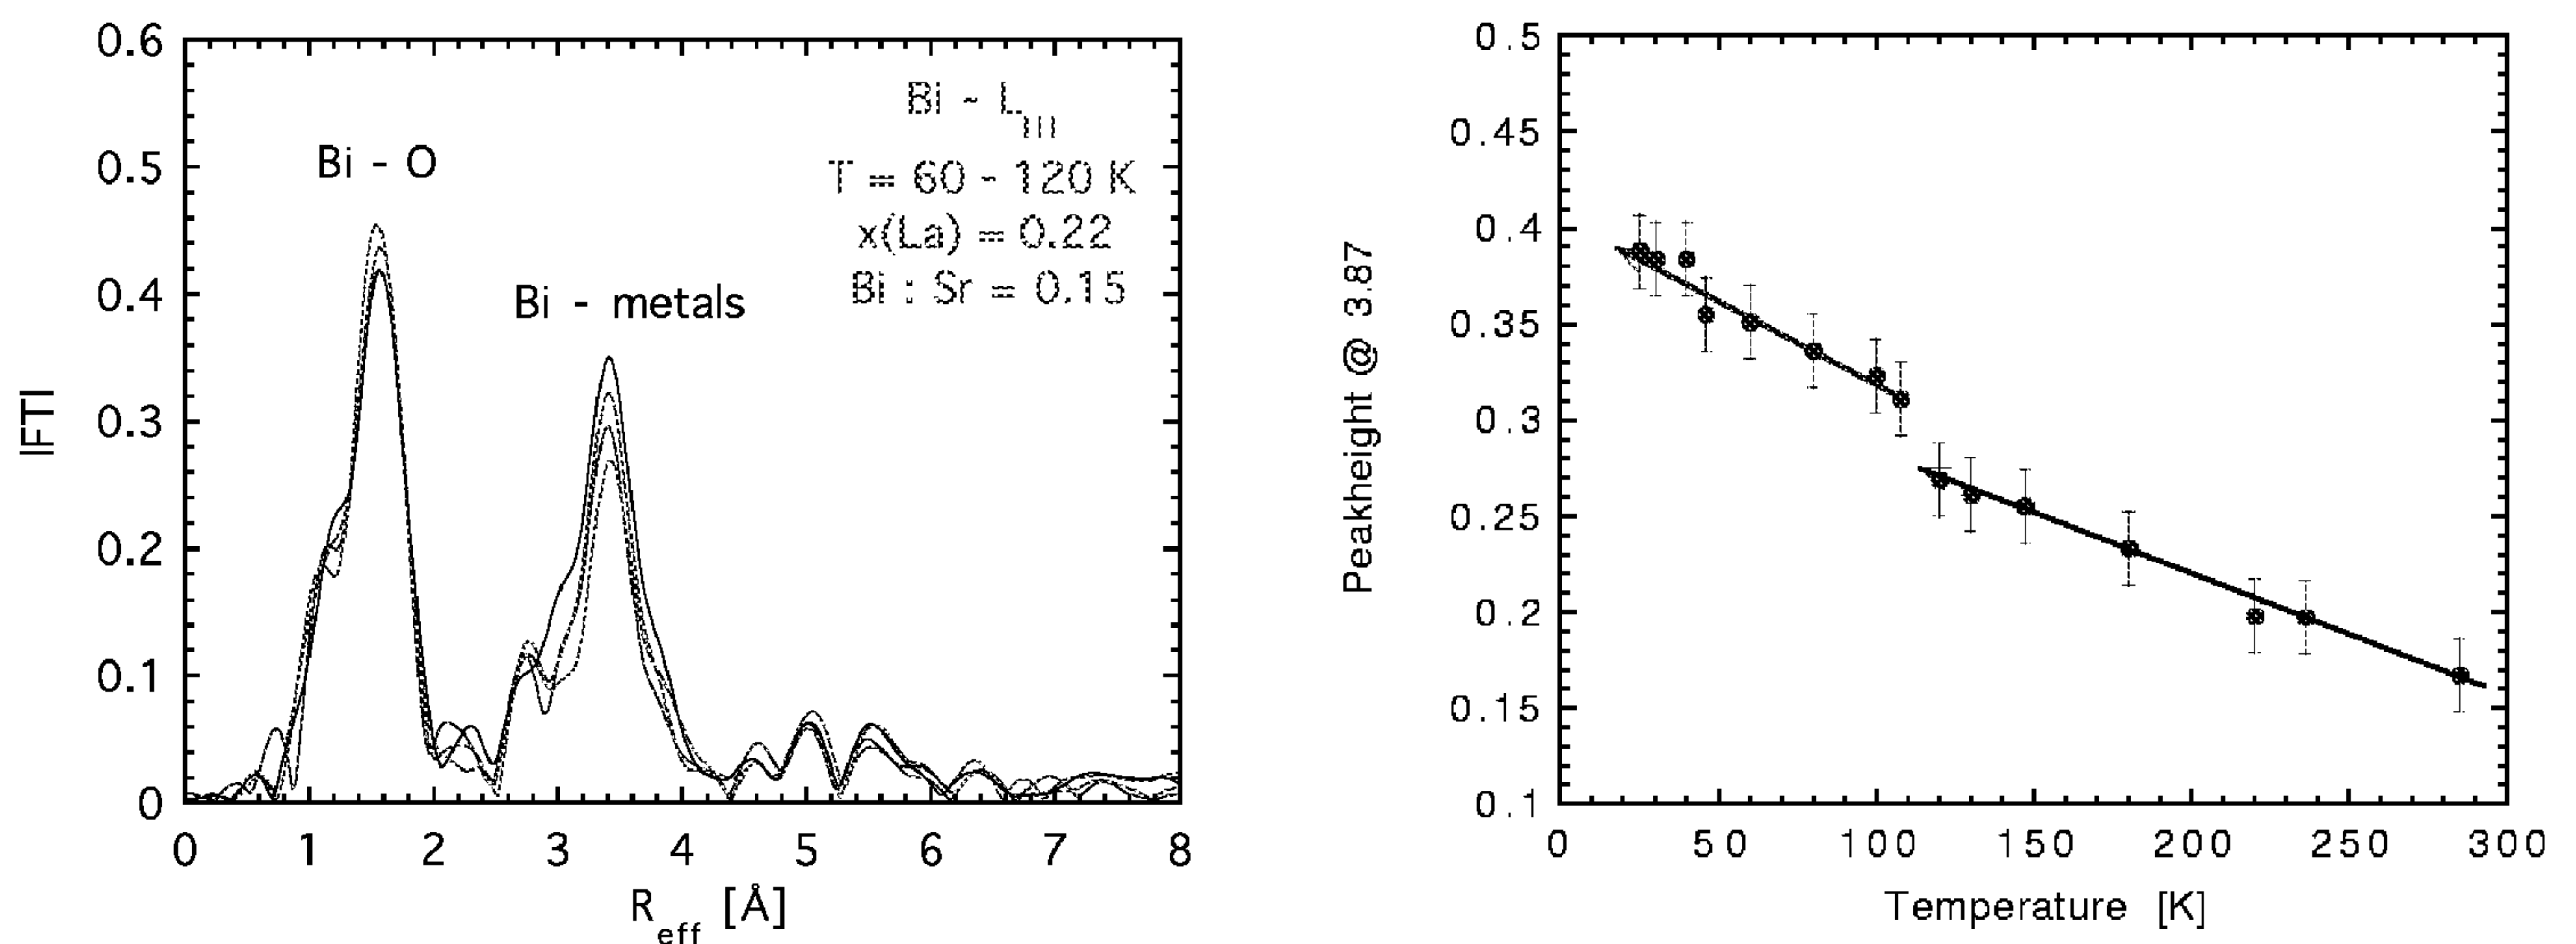 0.6
0.5
0.4
0.3
0.2
0.1
0
|FT|
Bi - O
Bi - metals
Bi - L_III
T = 60 - 120 K
x(La) = 0.22
Bi : Sr = 0.15
0 1 2 3 4 5 6 7 8
R_eff [Å]
0.5
0.45
0.4
0.35
0.3
0.25
0.2
0.15
0.1
Peakheight @ 3.87
0 50 100 150 200 250 300
Temperature [K]